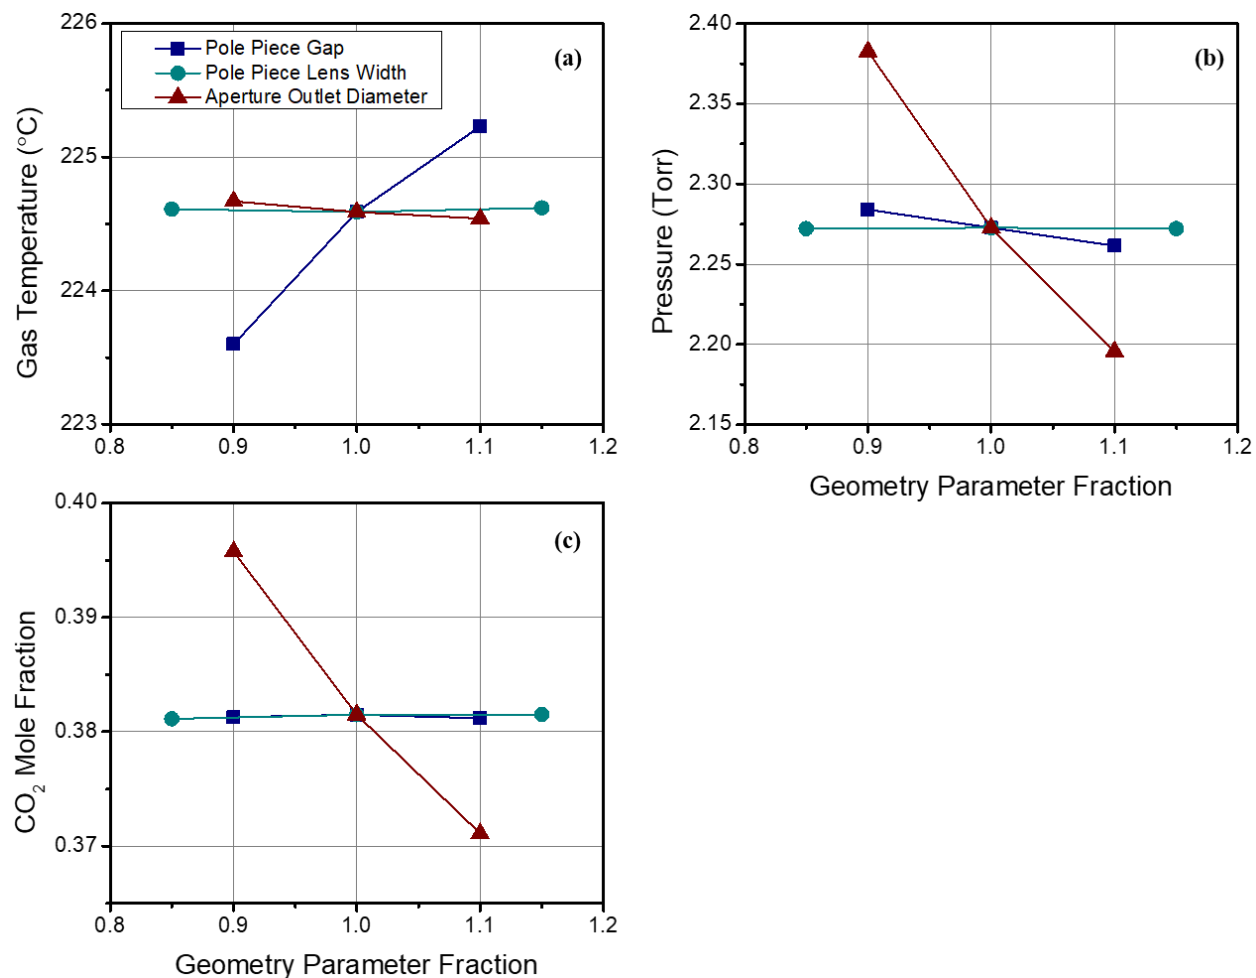 226
225
224
223
Gas Temperature (°C)
Pole Piece Gap
Pole Piece Lens Width
Aperture Outlet Diameter
(a)
0.8
0.9
1.0
1.1
1.2
2.40
2.35
2.30
2.25
2.20
2.15
Pressure (Torr)
(b)
0.8
0.9
1.0
1.1
1.2
Geometry Parameter Fraction
0.40
0.39
0.38
0.37
CO2 Mole Fraction
(c)
0.8
0.9
1.0
1.1
1.2
Geometry Parameter Fraction